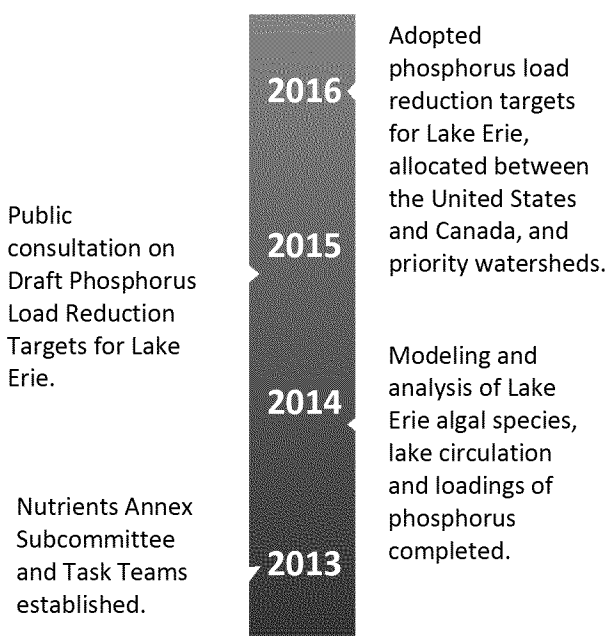 2016
Adopted
phosphorus load
reduction targets
for Lake Erie,
allocated between
the United States
and Canada, and
priority watersheds.
2015
Public
consultation on
Draft Phosphorus
Load Reduction
Targets for Lake
Erie.
2014
Modeling and
analysis of Lake
Erie algal species,
lake circulation
and loadings of
phosphorus
completed.
2013
Nutrients Annex
Subcommittee
and Task Teams
established.